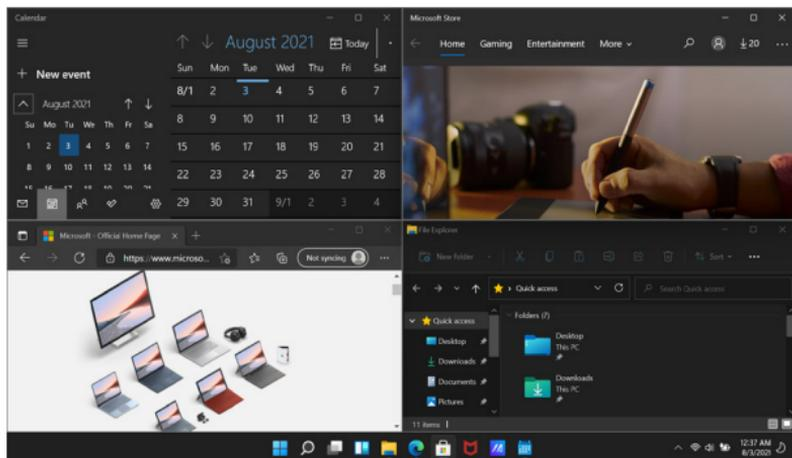 Calendar
August 2021
Today
New event
Sun Mon Tue Wed Thu Fri Sat
8/1 2 3 4 5 6 7
8 9 10 11 12 13 14
15 16 17 18 19 20 21
22 23 24 25 26 27 28
29 30 31 9/1 2 3 4
August 2021
Su Mo Tu We Th Fr Sa
1 2 3 4 5 6 7
8 9 10 11 12 13 14
Microsoft Store
Home Gaming Entertainment More
20
Microsoft - Official Home Page
https://www.microso...
Not syncing
File Explorer
New folder
Sort
Quick access
Search Quick access
Quick access
Desktop
Downloads
Documents
Pictures
Folders (7)
Desktop
This PC
Downloads
This PC
11 items
12:37 AM
8/3/2021